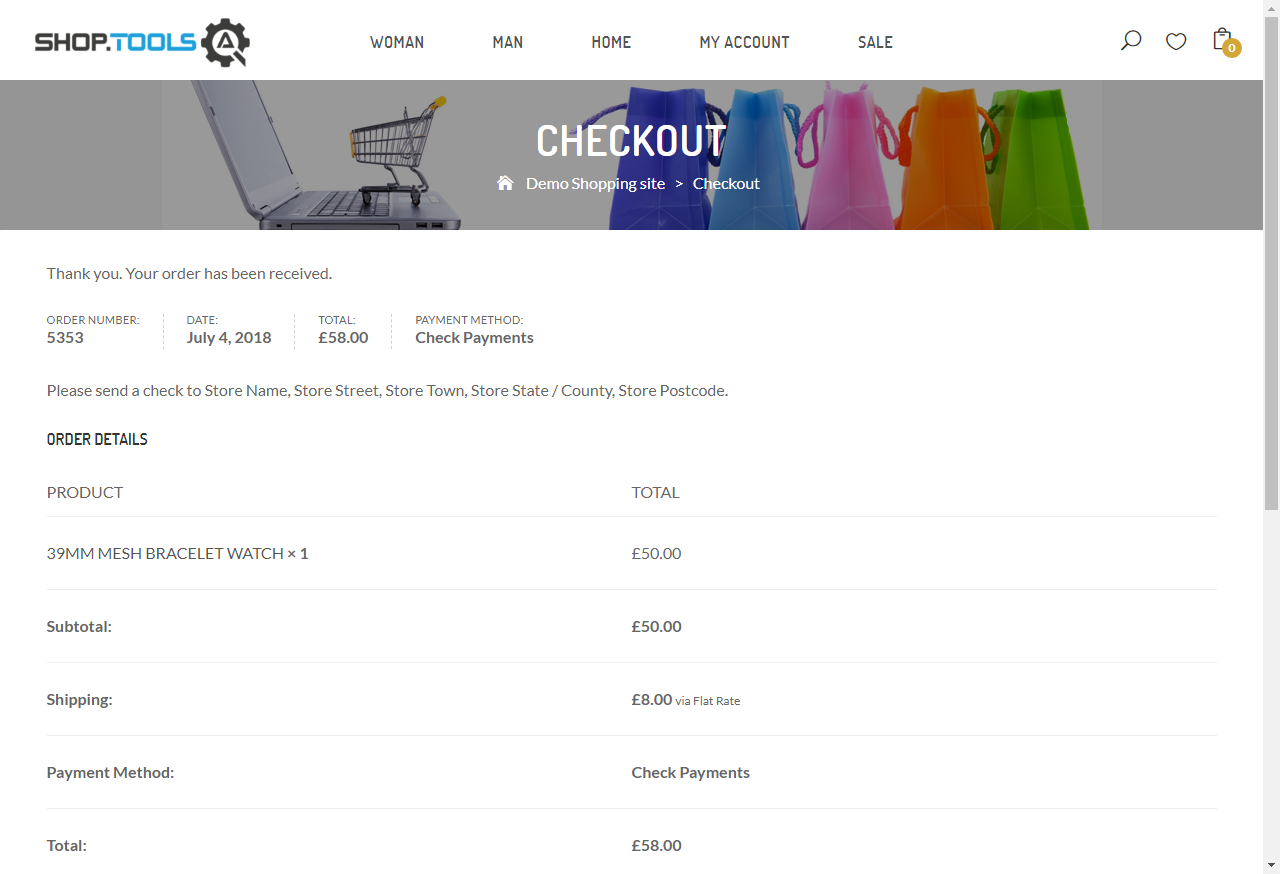 SHOP.TOOLS
WOMAN MAN HOME MY ACCOUNT SALE
0
CHECKOUT
Demo Shopping site > Checkout
Thank you. Your order has been received.
ORDER NUMBER: DATE: TOTAL: PAYMENT METHOD:
5353 July 4, 2018 £58.00 Check Payments
Please send a check to Store Name, Store Street, Store Town, Store State / County, Store Postcode.
ORDER DETAILS
PRODUCT TOTAL
39MM MESH BRACELET WATCH × 1 £50.00
Subtotal: £50.00
Shipping: £8.00 via Flat Rate
Payment Method: Check Payments
Total: £58.00